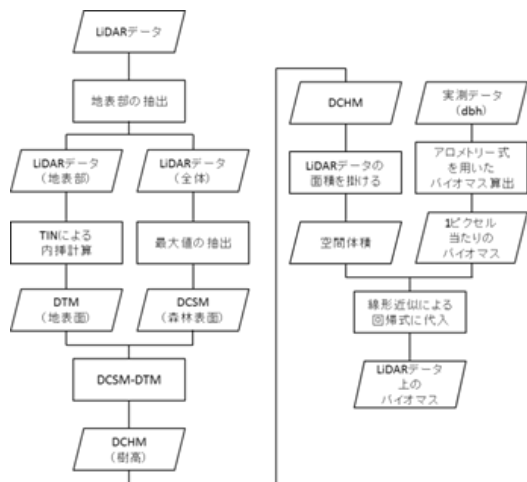 LiDARデータ
地表部の抽出
LiDARデータ
（地表部）
LiDARデータ
（全体）
TINによる
内挿計算
最大値の抽出
DTM
（地表面）
DCSM
（森林表面）
DCSM-DTM
DCHM
（樹高）
DCHM
実測データ
（dbh）
LiDARデータの
面積を掛ける
アロメトリー式
を用いた
バイオマス算出
空間体積
1ピクセル
当たりの
バイオマス
線形近似による
回帰式に代入
LiDARデータ
上の
バイオマス